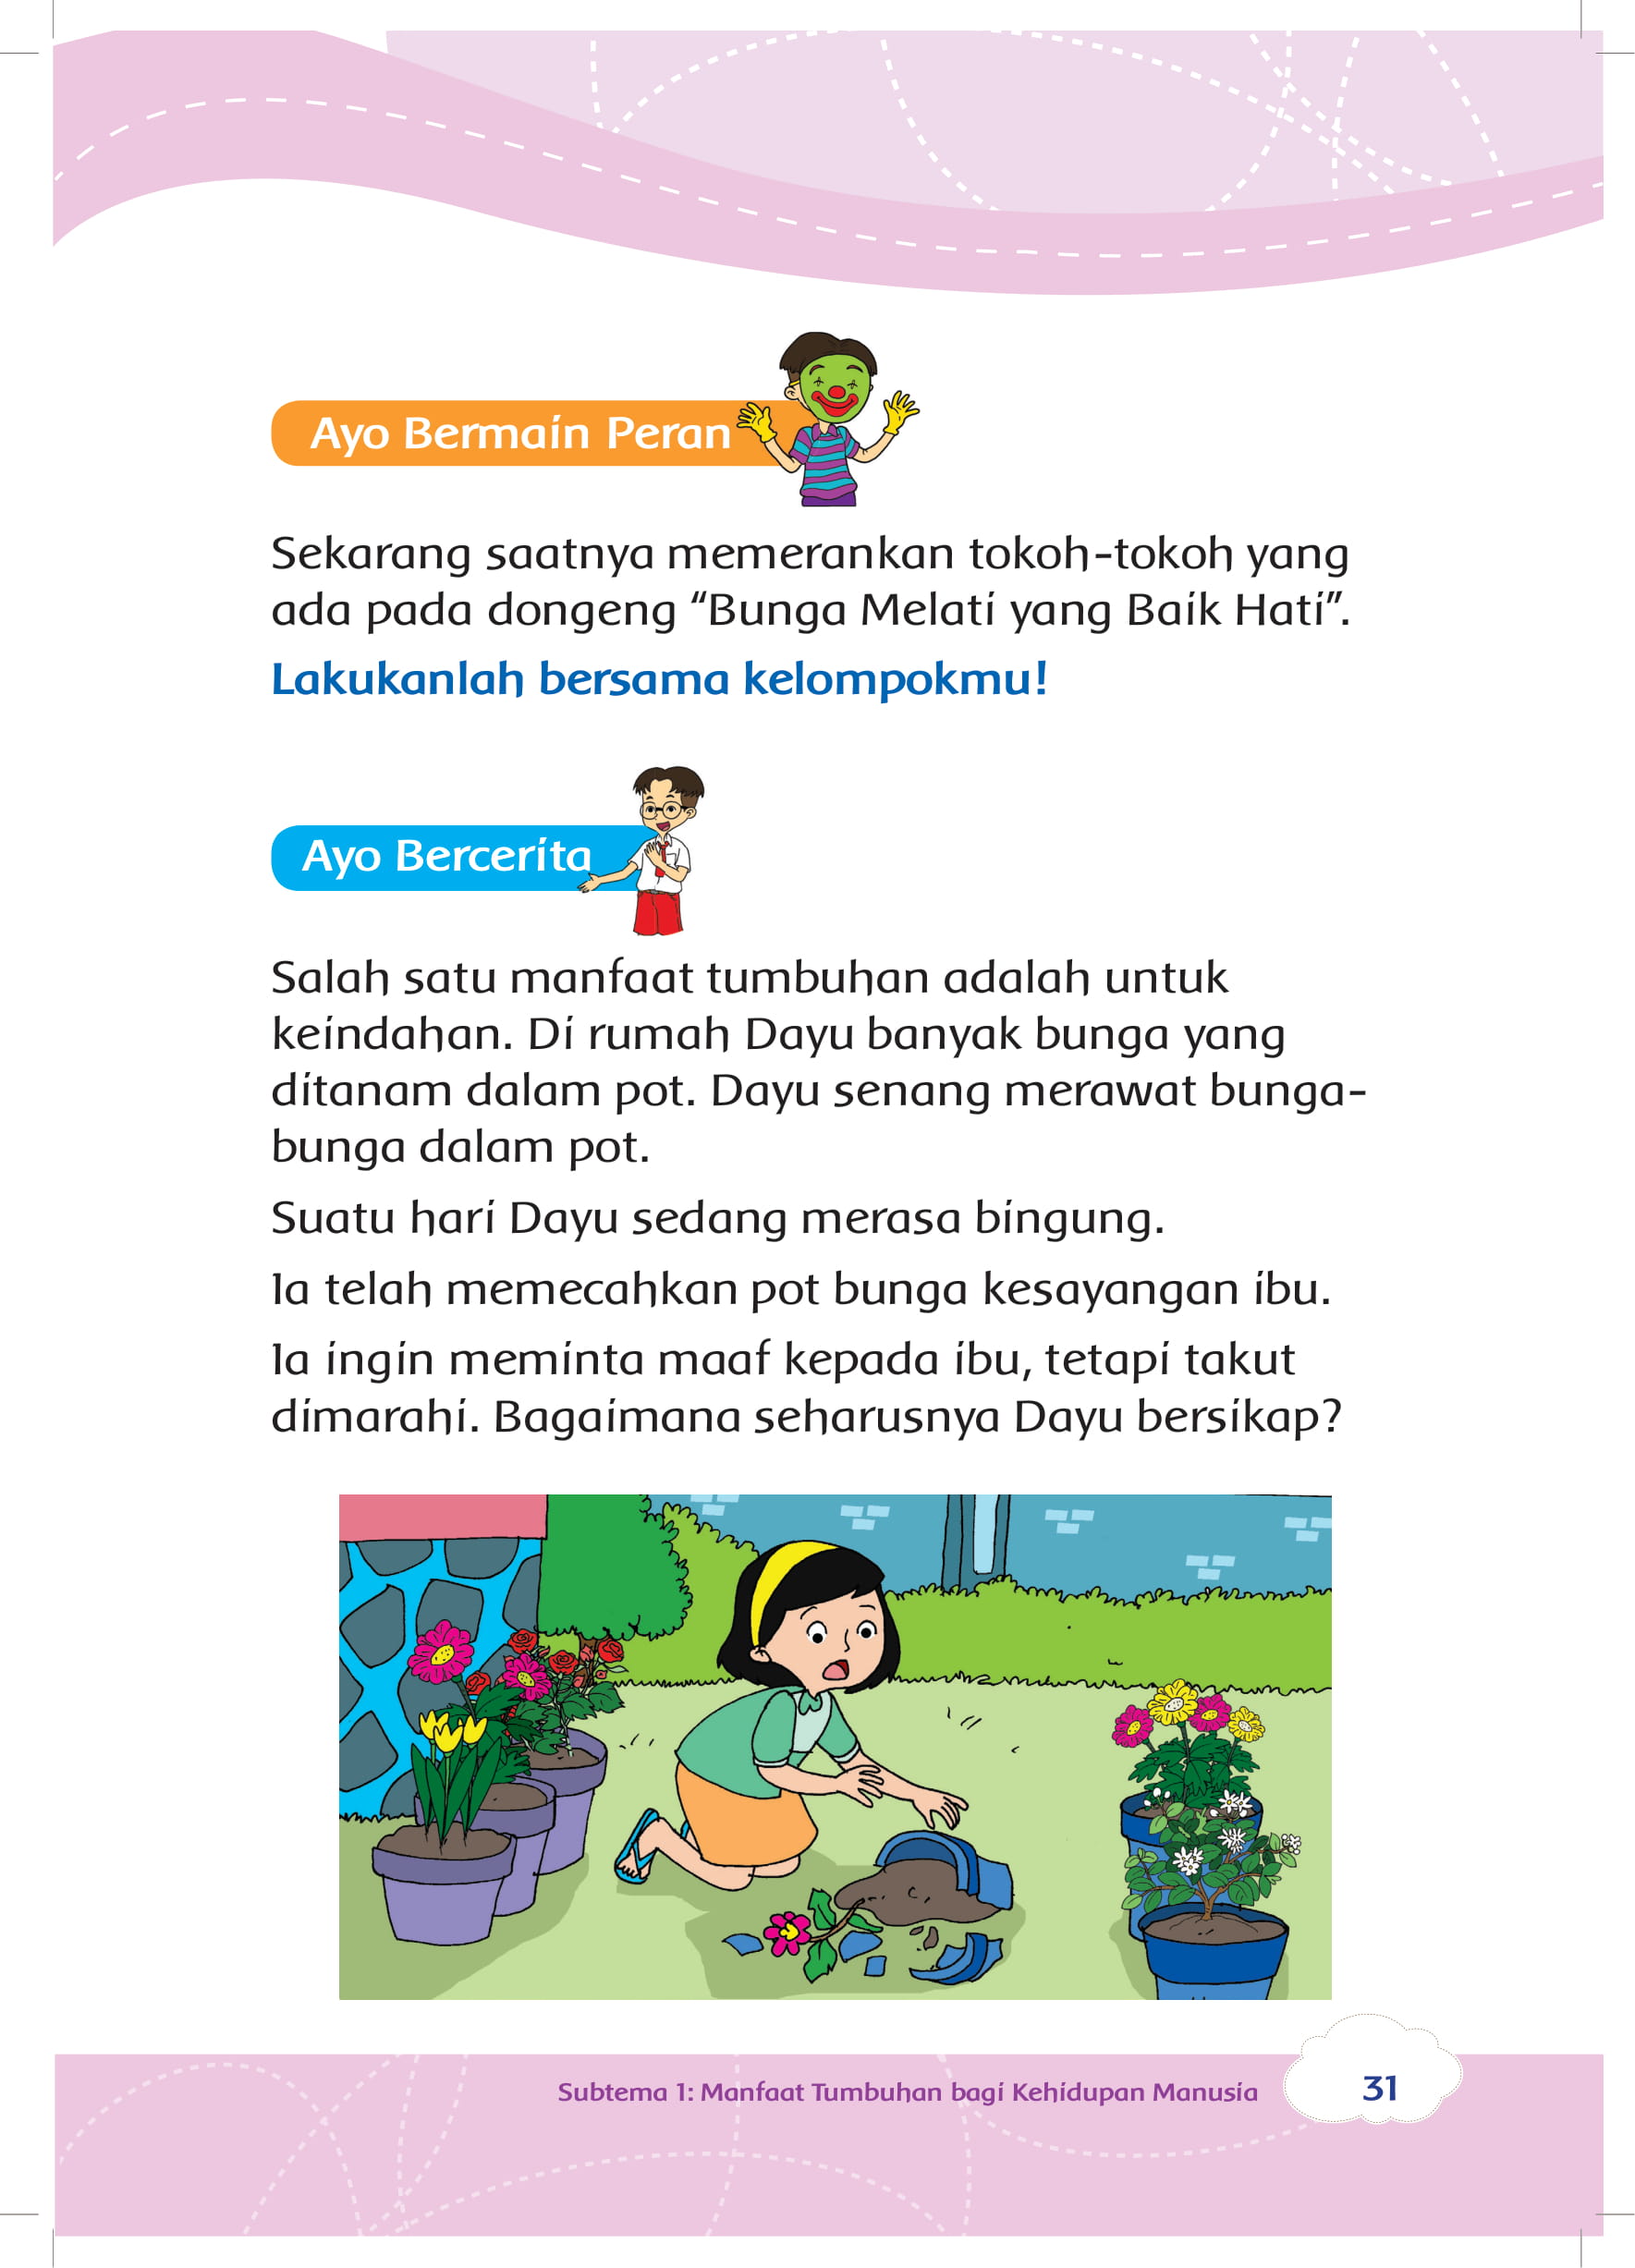 Ayo Bermain Peran
Sekarang saatnya memerankan tokoh-tokoh yang
ada pada dongeng “Bunga Melati yang Baik Hati”.
Lakukanlah bersama kelompokmu!
Ayo Bercerita
Salah satu manfaat tumbuhan adalah untuk
keindahan. Di rumah Dayu banyak bunga yang
ditanam dalam pot. Dayu senang merawat bunga-
bunga dalam pot.
Suatu hari Dayu sedang merasa bingung.
Ia telah memecahkan pot bunga kesayangan ibu.
Ia ingin meminta maaf kepada ibu, tetapi takut
dimarahi. Bagaimana seharusnya Dayu bersikap?
Subtema 1: Manfaat Tumbuhan bagi Kehidupan Manusia
31